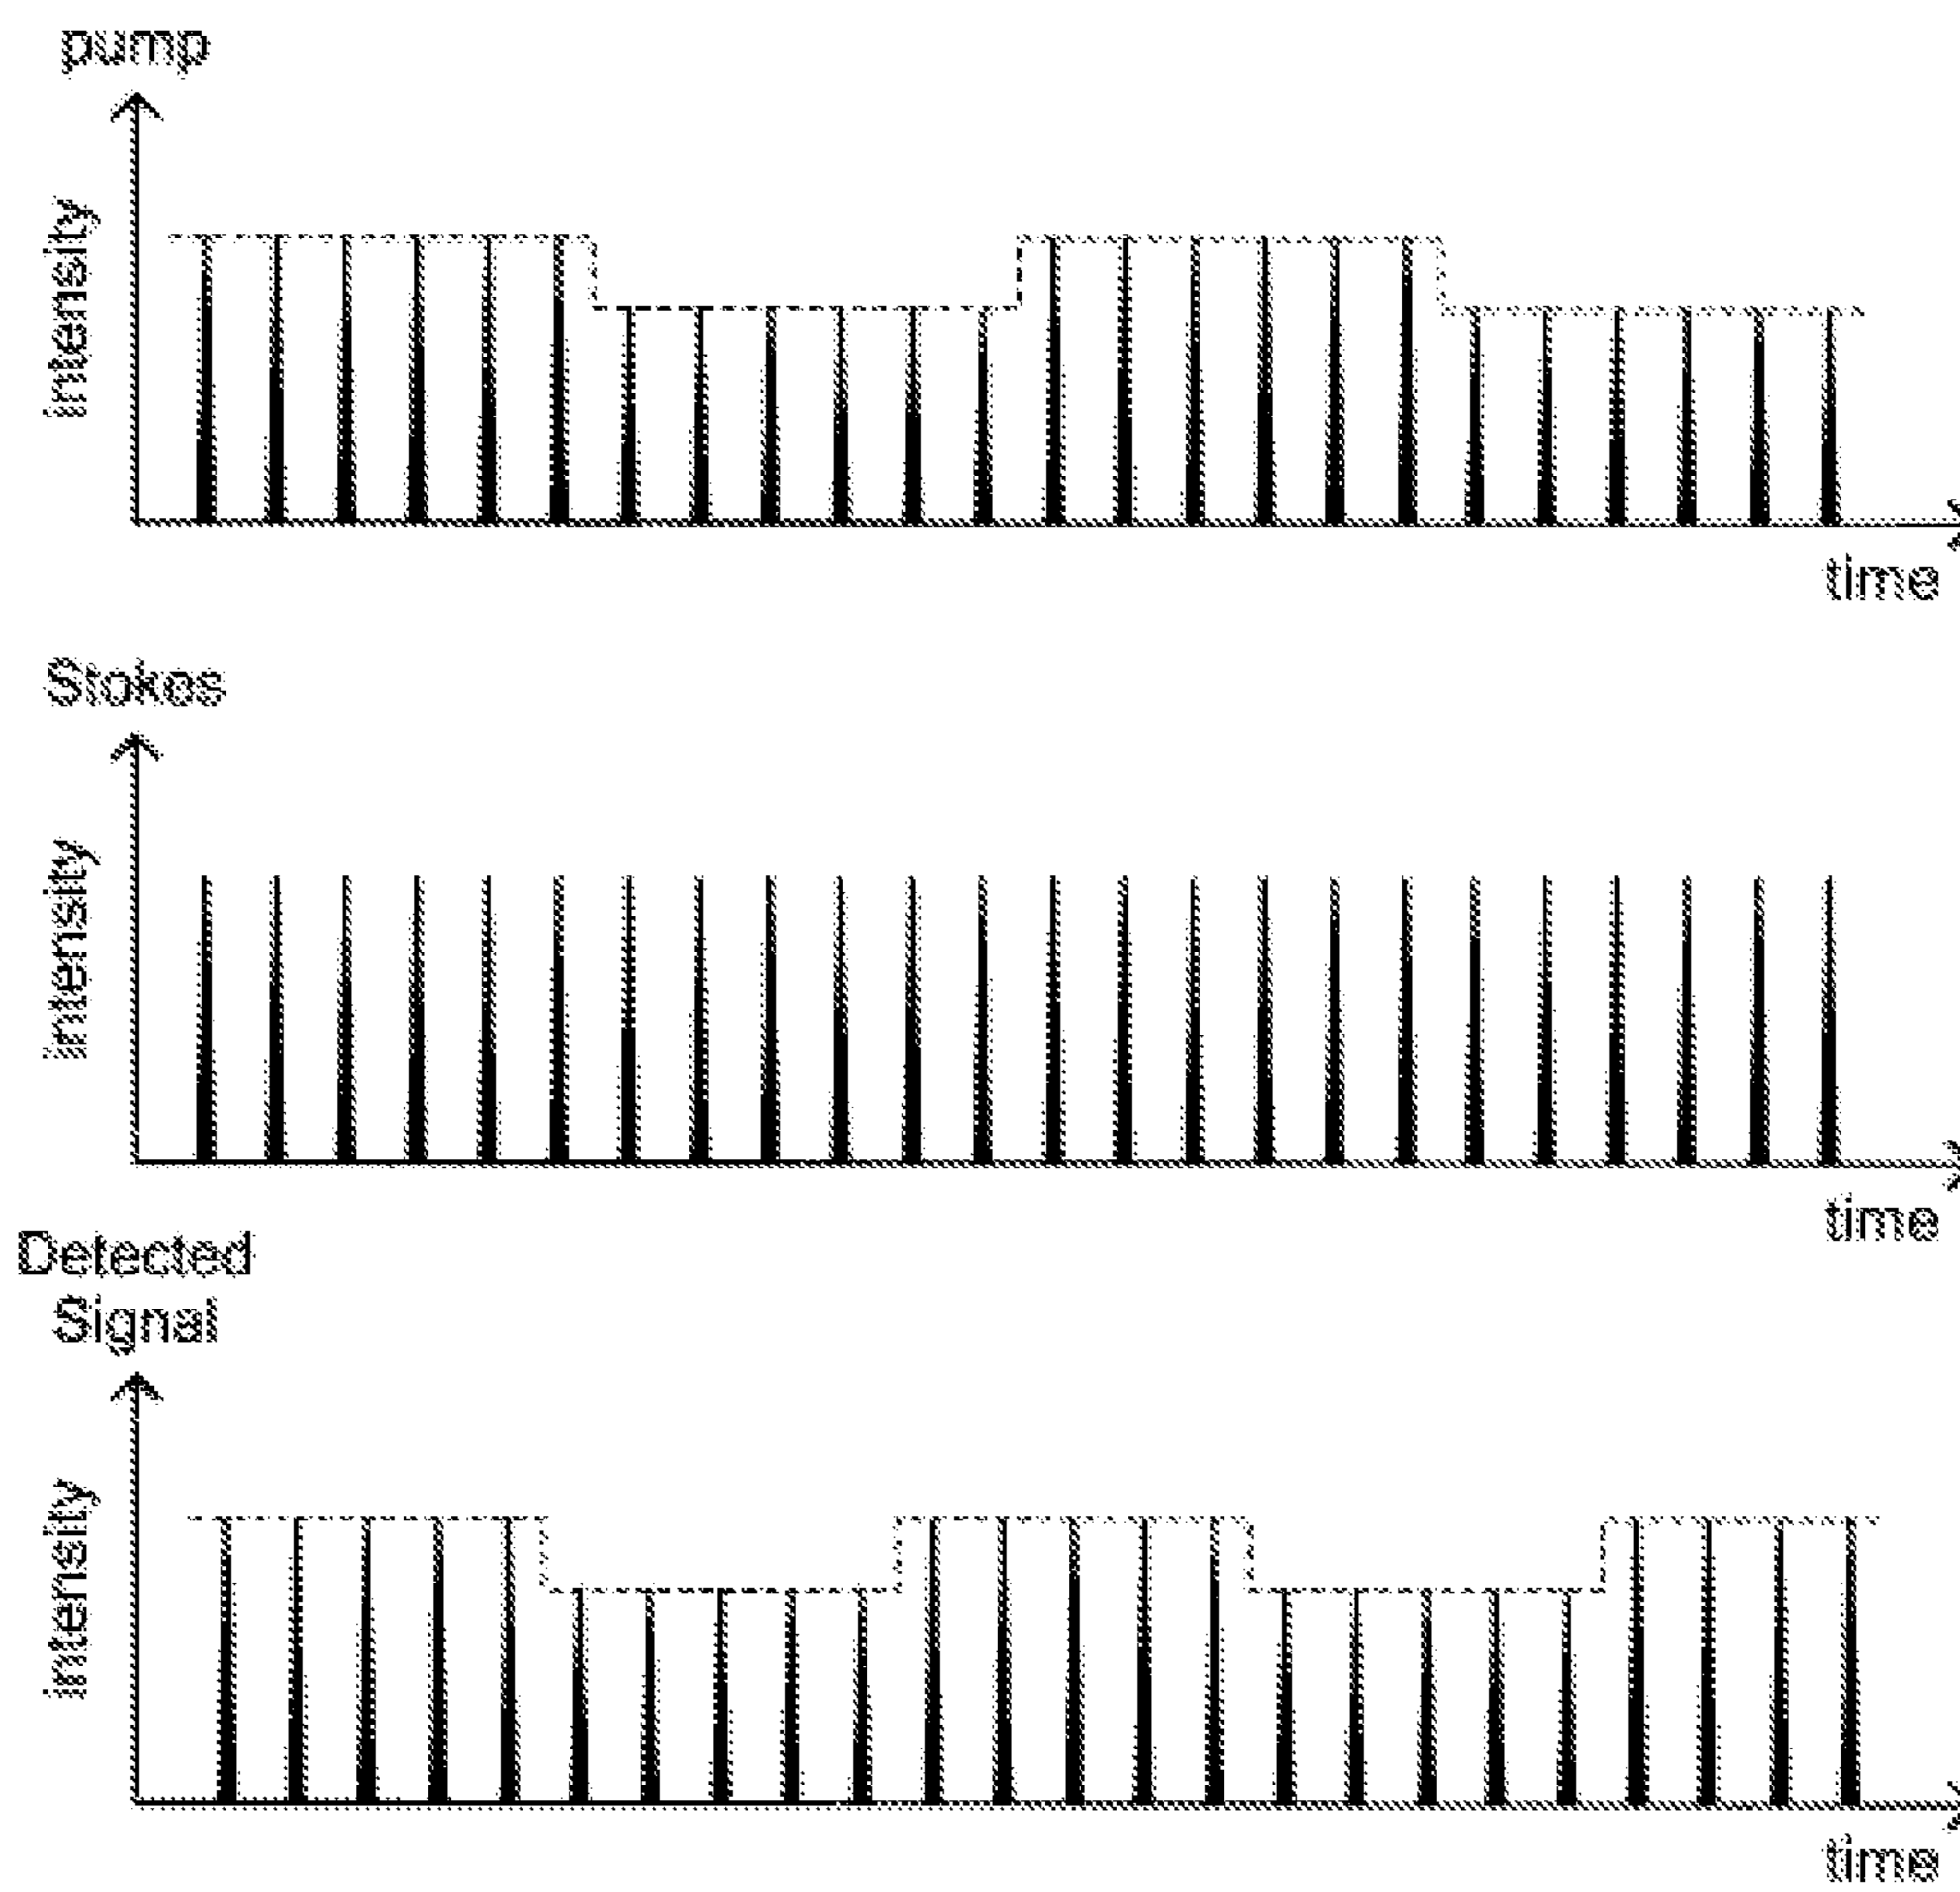 pump
intensity
time
Stokes
intensity
time
Detected
Signal
intensity
time